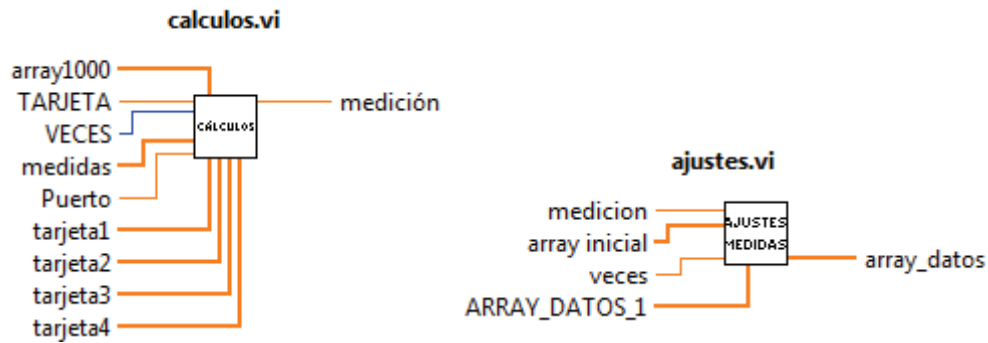 calculos.vi
array1000
TARJETA
VECES
medidas
Puerto
tarjeta1
tarjeta2
tarjeta3
tarjeta4
CÁLCULOS
medición
ajustes.vi
medicion
array inicial
veces
ARRAY_DATOS_1
AJUSTES
MEDIDAS
array_datos